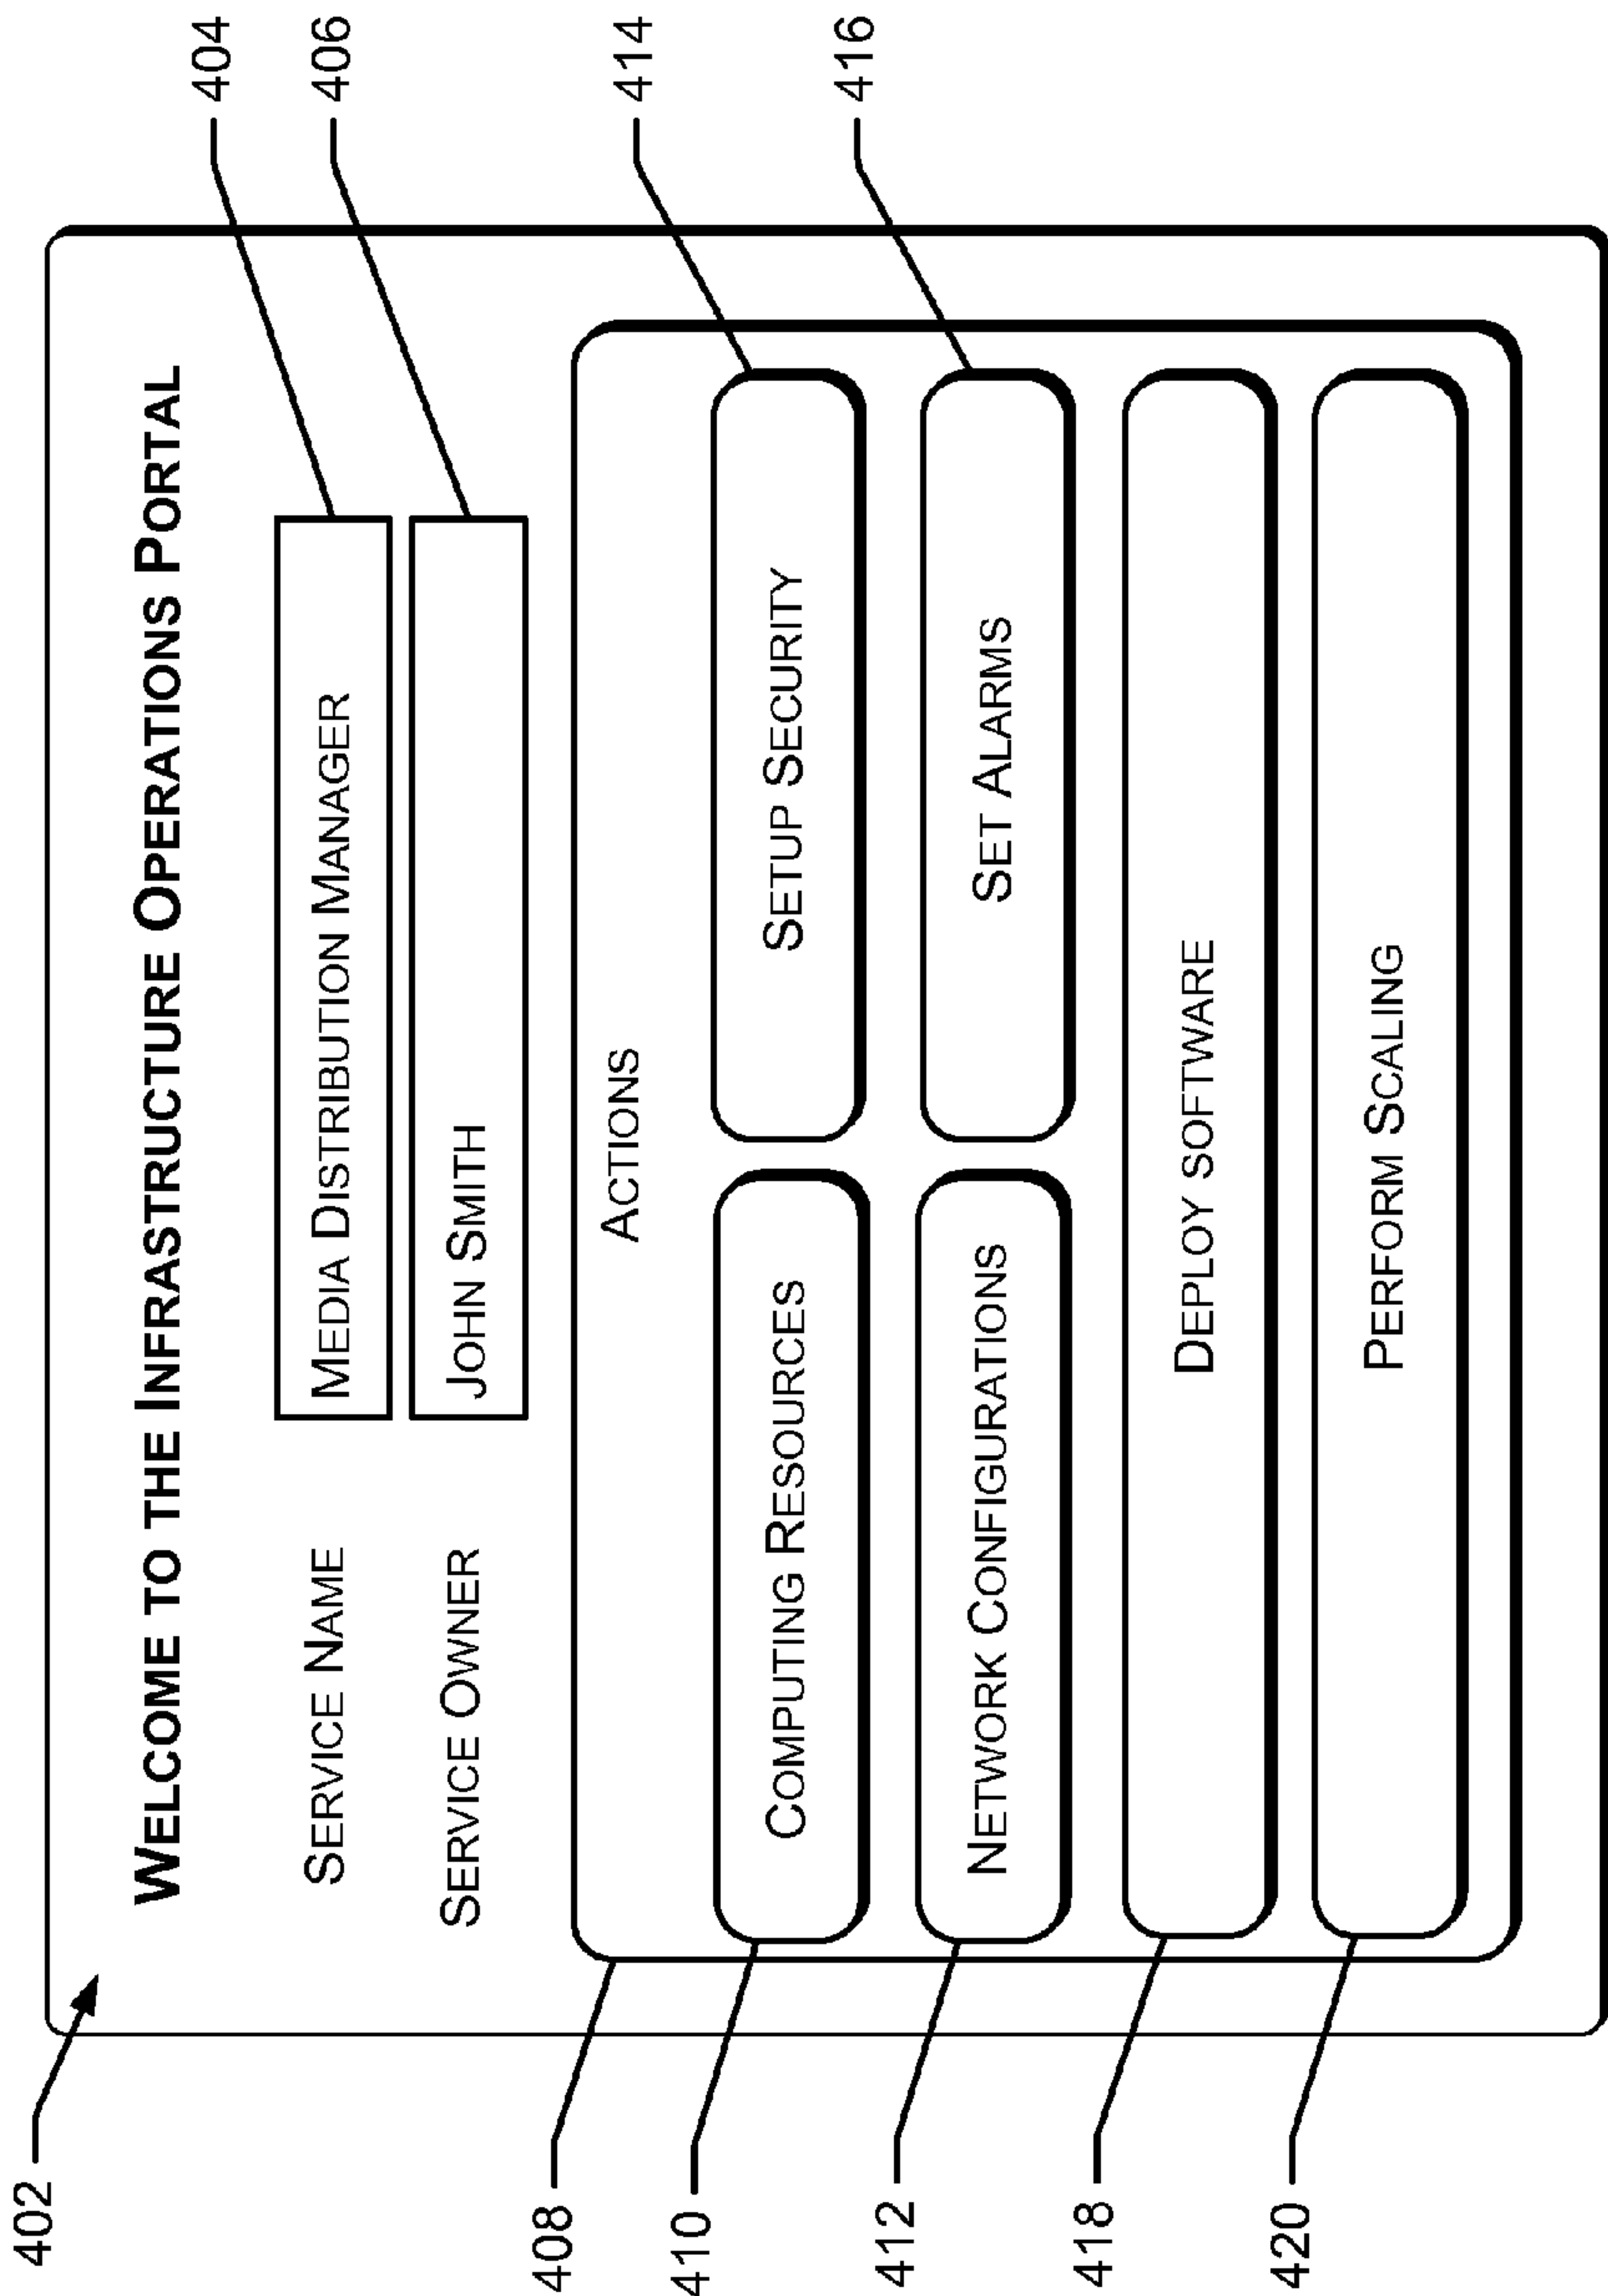 402
WELCOME TO THE INFRASTRUCTURE OPERATIONS PORTAL
SERVICE NAME
MEDIA DISTRIBUTION MANAGER
404
SERVICE OWNER
JOHN SMITH
406
408
ACTIONS
410
COMPUTING RESOURCES
SETUP SECURITY
414
412
NETWORK CONFIGURATIONS
SET ALARMS
416
418
DEPLOY SOFTWARE
420
PERFORM SCALING